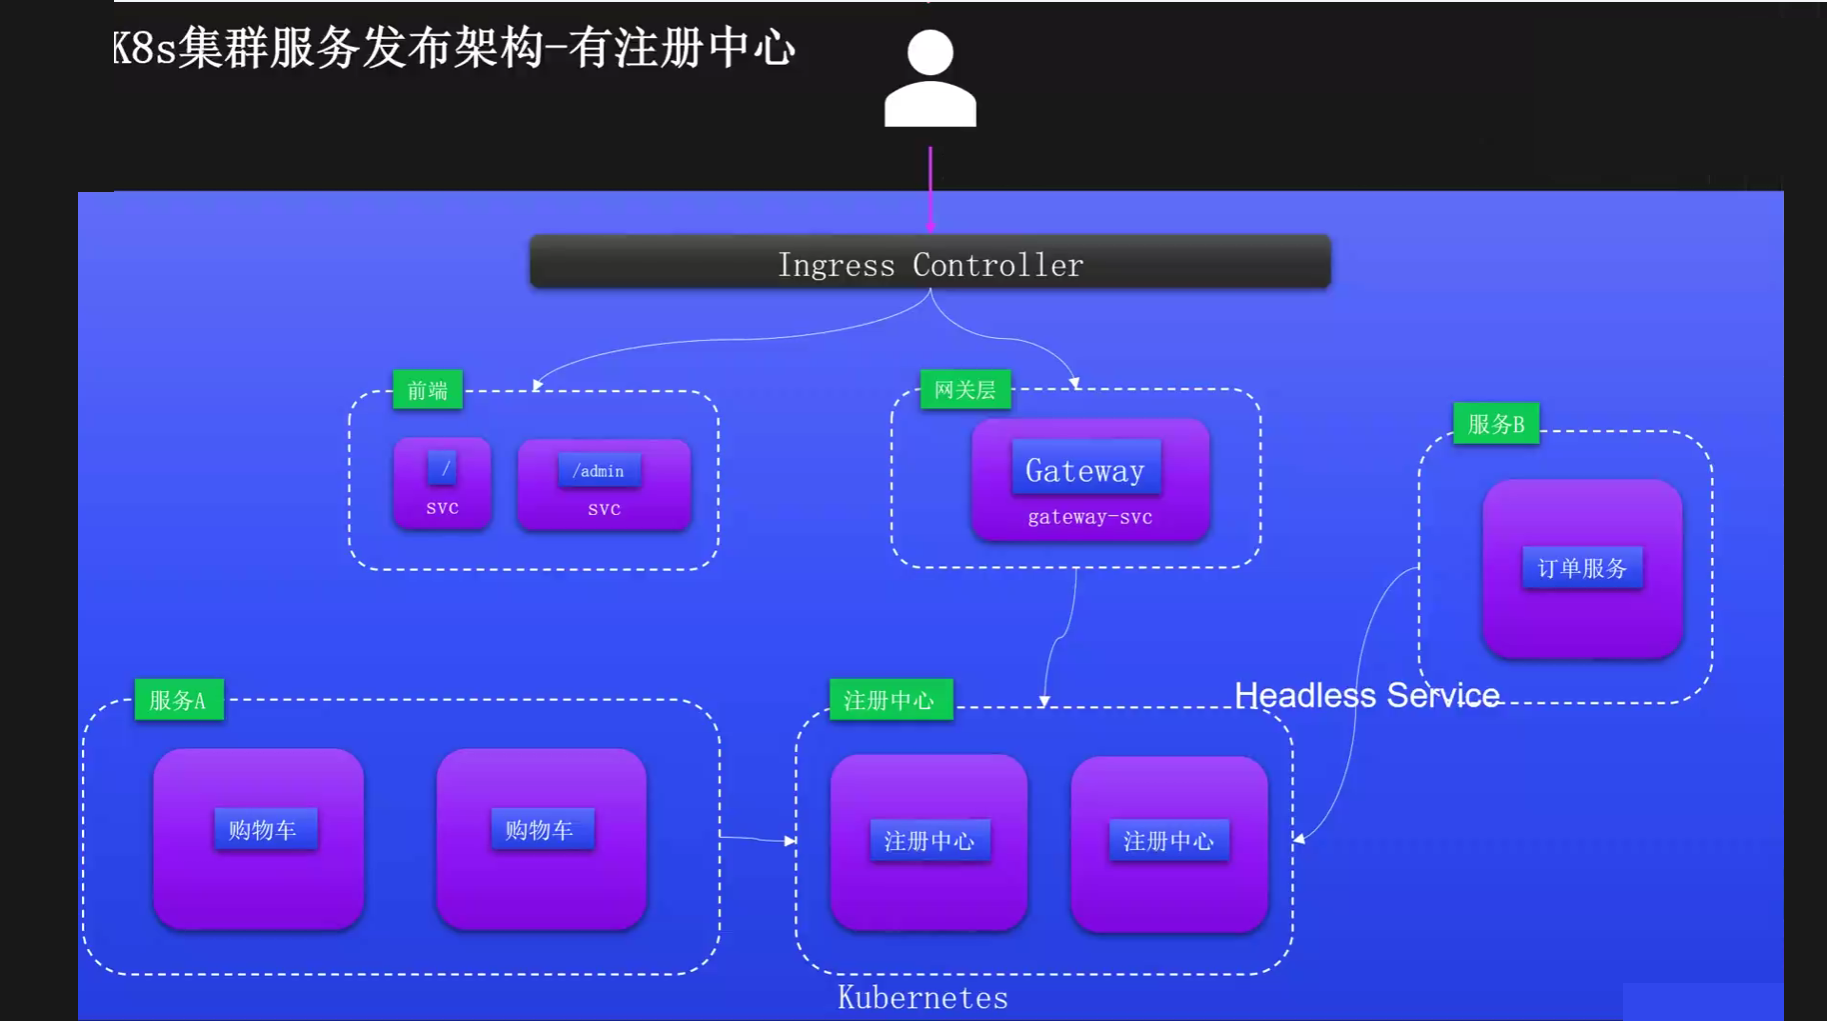 K8s集群服务发布架构-有注册中心
Ingress Controller
前端
/
svc
/admin
svc
网关层
Gateway
gateway-svc
服务B
订单服务
Headless Service
服务A
购物车
购物车
注册中心
注册中心
注册中心
Kubernetes